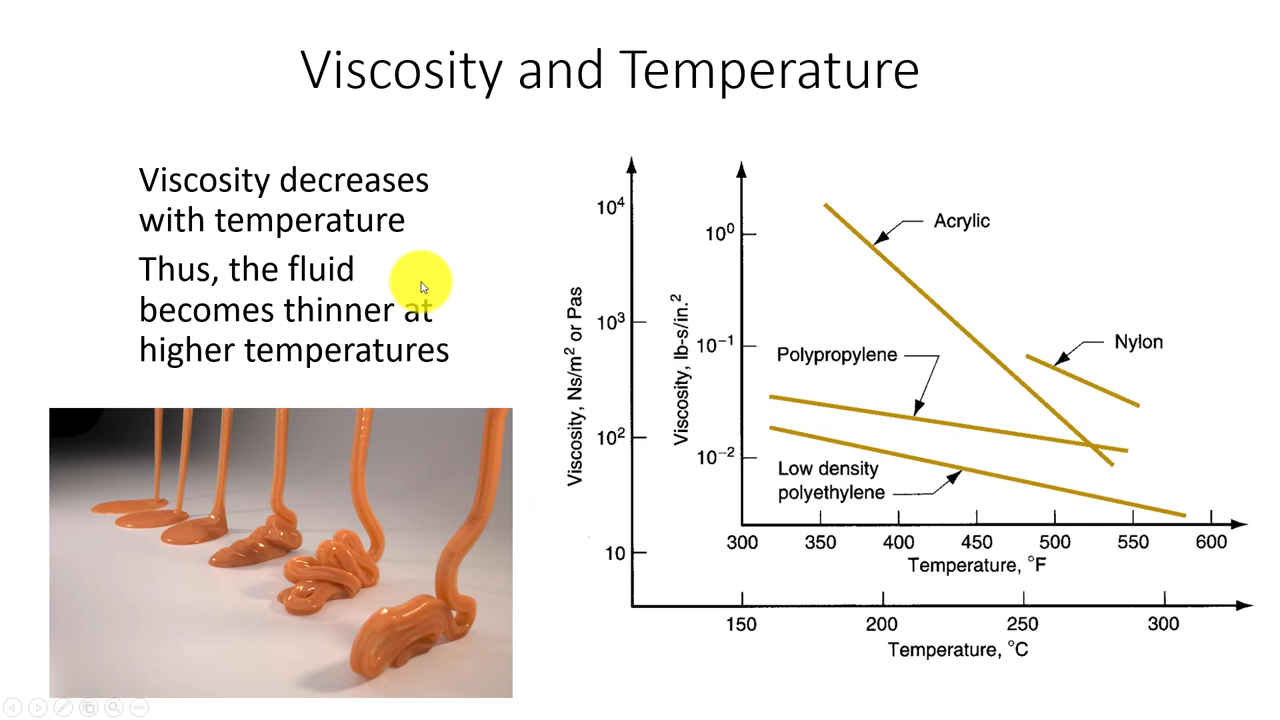 Viscosity and Temperature
Viscosity decreases
with temperature
Thus, the fluid
becomes thinner at
higher temperatures
Viscosity, Ns/m² or Pas
10⁴
10³
10²
10
Viscosity, lb-s/in.²
10⁰
10⁻¹
10⁻²
Acrylic
Nylon
Polypropylene
Low density
polyethylene
300 350 400 450 500 550 600
Temperature, °F
150 200 250 300
Temperature, °C